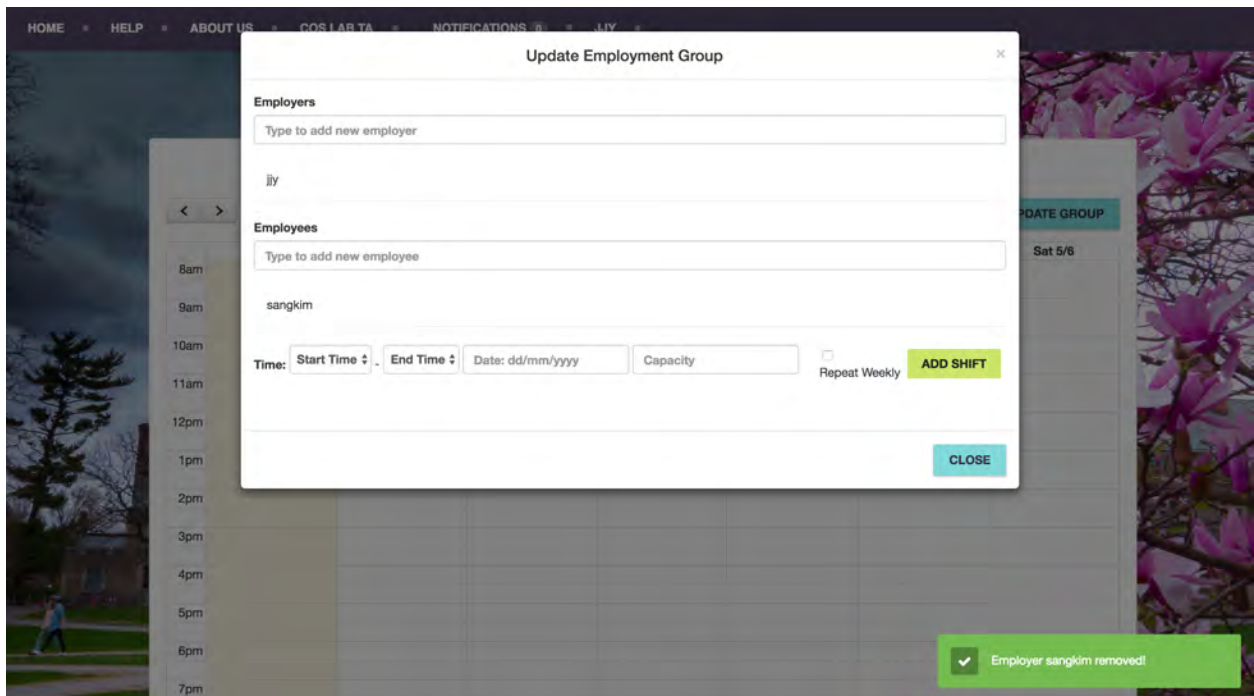 HOME HELP ABOUT US COS LAB TA NOTIFICATIONS 0 JJY
Update Employment Group ×
Employers
Type to add new employer
jjy
Employees
Type to add new employee
sangkim
Time: Start Time - End Time Date: dd/mm/yyyy Capacity Repeat Weekly ADD SHIFT
CLOSE
< >
PDATE GROUP
Sat 5/6
8am
9am
10am
11am
12pm
1pm
2pm
3pm
4pm
5pm
6pm
7pm
Employer sangkim removed!